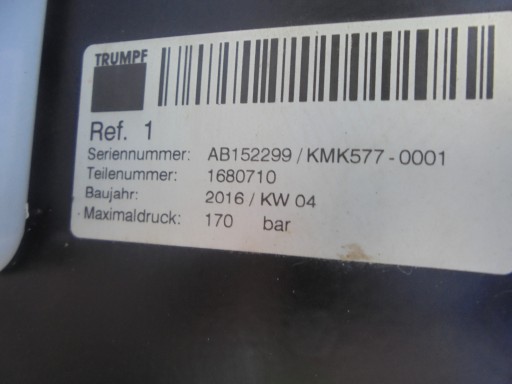 TRUMPF
Ref. 1
Seriennummer: AB152299 / KMK577-0001
Teilenummer: 1680710
Baujahr: 2016 / KW 04
Maximaldruck: 170 bar